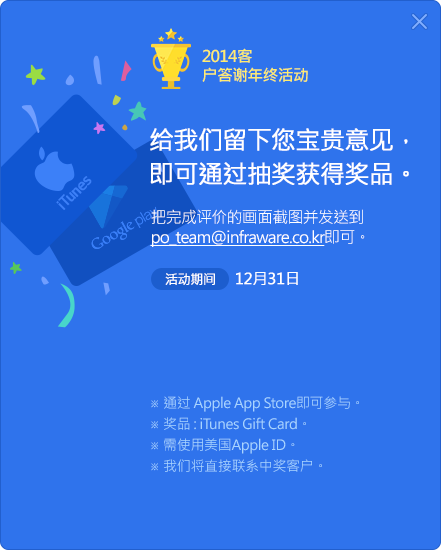 2014客
户答谢年终活动
给我们留下您宝贵意见，
即可通过抽奖获得奖品。
把完成评价的画面截图并发送到
po_team@infraware.co.kr即可。
活动期间 12月31日
iTunes
Google play
※ 通过 Apple App Store即可参与。
※ 奖品 : iTunes Gift Card。
※ 需使用美国Apple ID。
※ 我们将直接联系中奖客户。